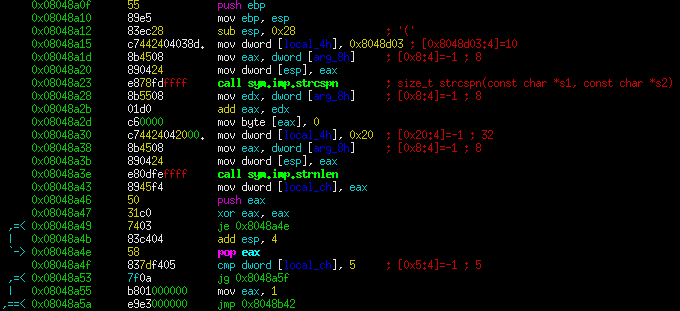 0x08048a0f 55 push ebp
0x08048a10 89e5 mov ebp, esp
0x08048a12 83ec28 sub esp, 0x28 ; '('
0x08048a15 c7442404038d. mov dword [local_4h], 0x8048d03 ; [0x8048d03:4]=10
0x08048a1d 8b4508 mov eax, dword [arg_8h] ; [0x8:4]=-1 ; 8
0x08048a20 890424 mov dword [esp], eax
0x08048a23 e878fdffff call sym.imp.strcspn ; size_t strcspn(const char *s1, const char *s2)
0x08048a28 8b5508 mov edx, dword [arg_8h] ; [0x8:4]=-1 ; 8
0x08048a2b 01d0 add eax, edx
0x08048a2d c60000 mov byte [eax], 0
0x08048a30 c74424042000. mov dword [local_4h], 0x20 ; [0x20:4]=-1 ; 32
0x08048a38 8b4508 mov eax, dword [arg_8h] ; [0x8:4]=-1 ; 8
0x08048a3b 890424 mov dword [esp], eax
0x08048a3e e80dfeffff call sym.imp.strnlen
0x08048a43 8945f4 mov dword [local_ch], eax
0x08048a46 50 push eax
0x08048a47 31c0 xor eax, eax
,=< 0x08048a49 7403 je 0x8048a4e
| 0x08048a4b 83c404 add esp, 4
`-> 0x08048a4e 58 pop eax
0x08048a4f 837df405 cmp dword [local_ch], 5 ; [0x5:4]=-1 ; 5
,=< 0x08048a53 7f0a jg 0x8048a5f
| 0x08048a55 b801000000 mov eax, 1
,==< 0x08048a5a e9e3000000 jmp 0x8048b42